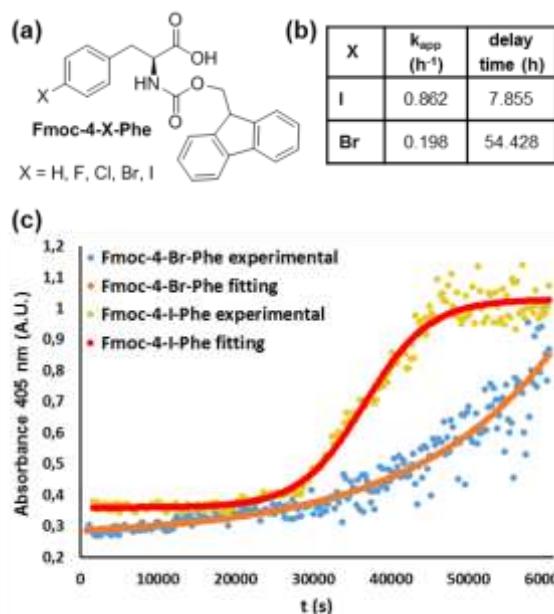 (a)
X
OH
O
HN
O
O
Fmoc-4-X-Phe
X = H, F, Cl, Br, I
(b)
X kapp (h⁻¹) delay time (h)
I 0.862 7.855
Br 0.198 54.428
(c)
Absorbance 405 nm (A.U.)
1,2
1,1
1
0,9
0,8
0,7
0,6
0,5
0,4
0,3
0,2
Fmoc-4-Br-Phe experimental
Fmoc-4-Br-Phe fitting
Fmoc-4-I-Phe experimental
Fmoc-4-I-Phe fitting
0 10000 20000 30000 40000 50000
t (s)